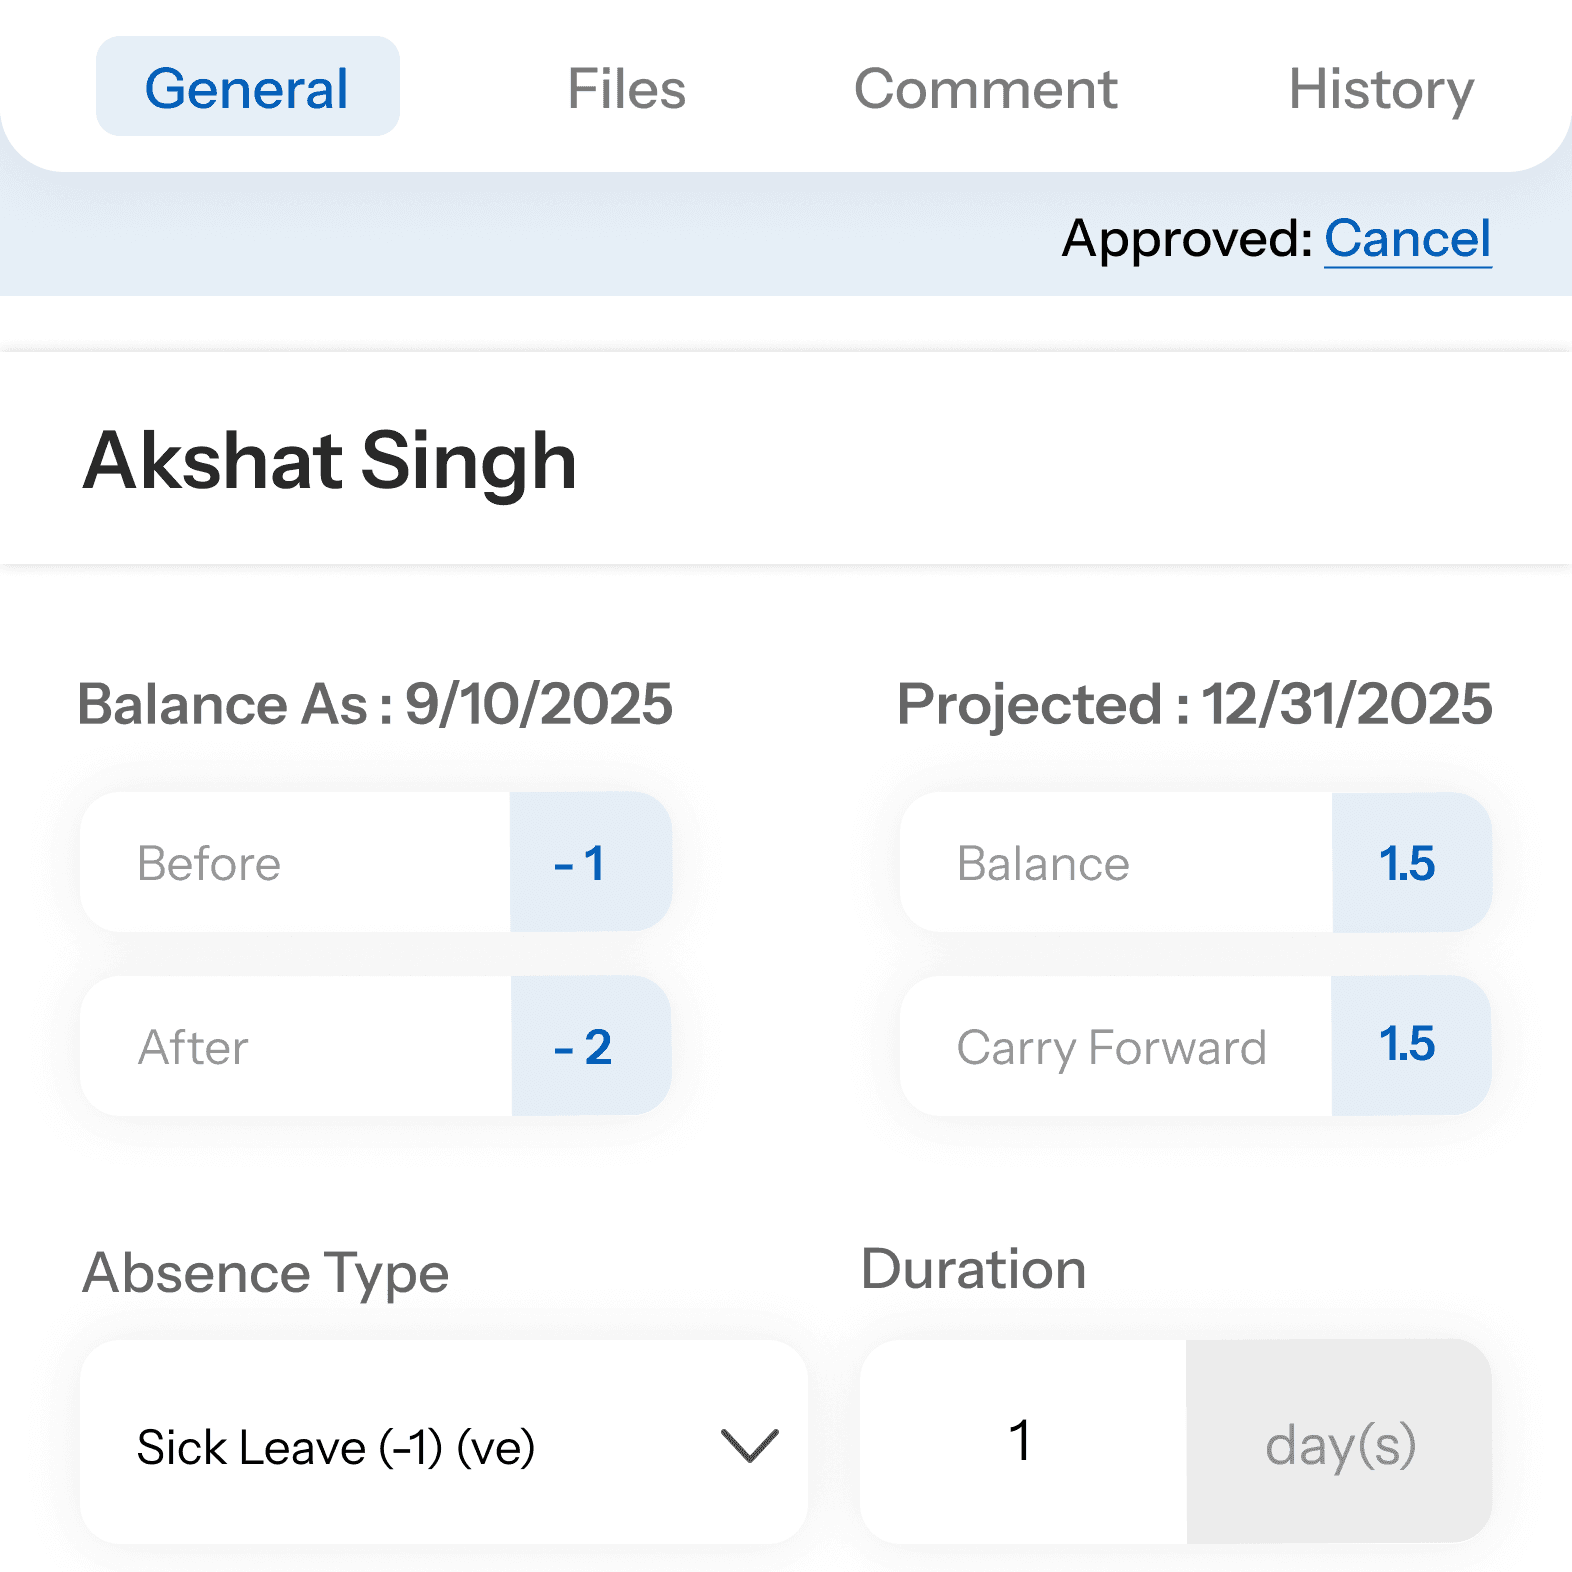 General Files Comment History
Approved: Cancel
Akshat Singh
Balance As : 9/10/2025 Projected : 12/31/2025
Before - 1 Balance 1.5
After - 2 Carry Forward 1.5
Absence Type Duration
Sick Leave (-1) (ve) 1 day(s)